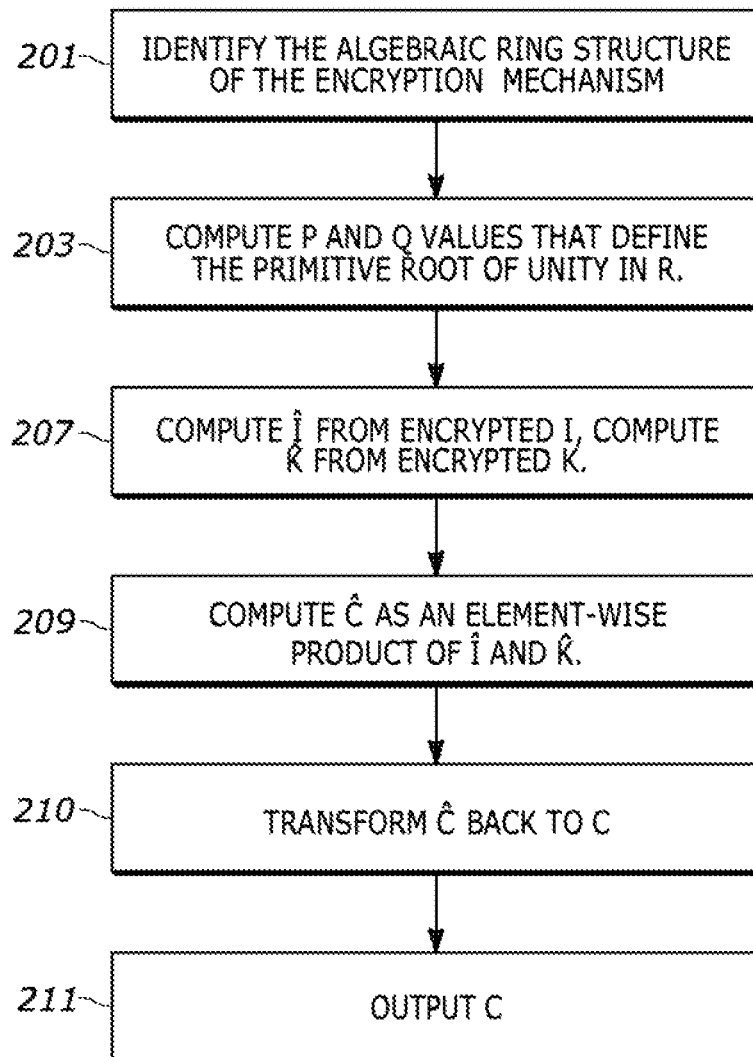 201
IDENTIFY THE ALGEBRAIC RING STRUCTURE
OF THE ENCRYPTION MECHANISM
203
COMPUTE P AND Q VALUES THAT DEFINE
THE PRIMITIVE ROOT OF UNITY IN R.
207
COMPUTE Î FROM ENCRYPTED I, COMPUTE
K̂ FROM ENCRYPTED K.
209
COMPUTE Ĉ AS AN ELEMENT-WISE
PRODUCT OF Î AND K̂.
210
TRANSFORM Ĉ BACK TO C
211
OUTPUT C